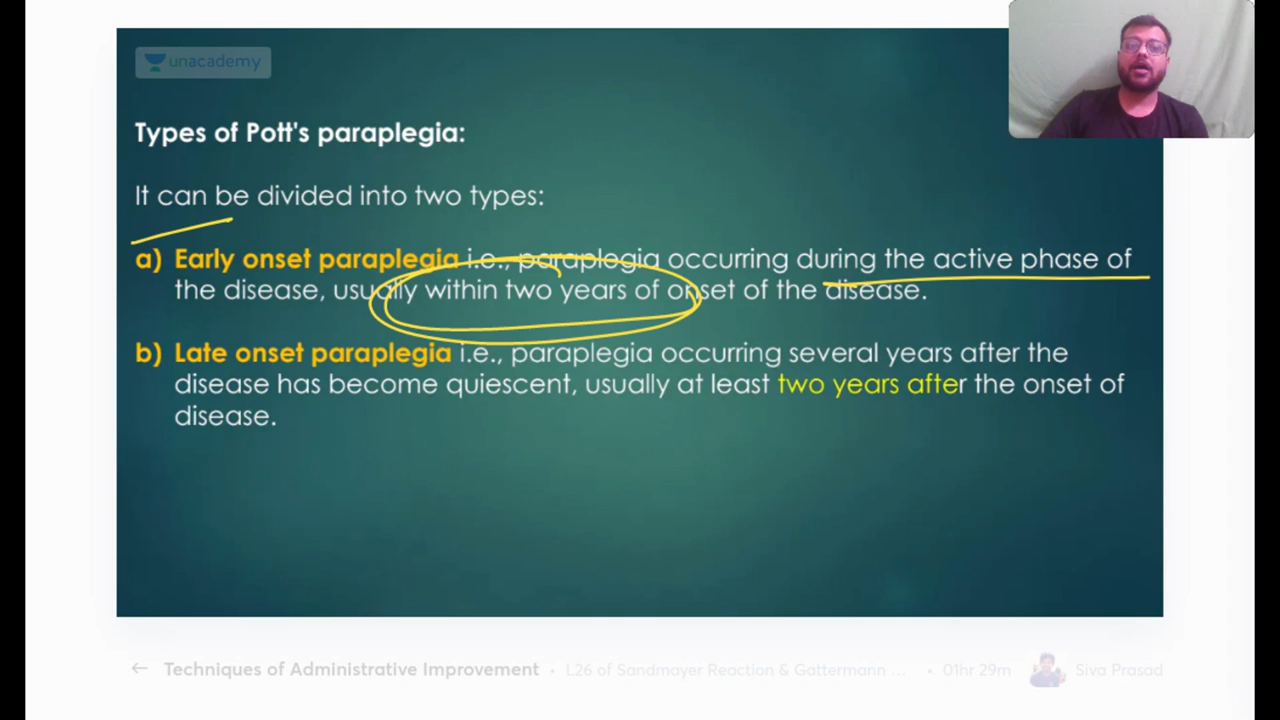 unacademy
Types of Pott's paraplegia:
It can be divided into two types:
a) Early onset paraplegia i.e., paraplegia occurring during the active phase of
the disease, usually within two years of onset of the disease.
b) Late onset paraplegia i.e., paraplegia occurring several years after the
disease has become quiescent, usually at least two years after the onset of
disease.
← Techniques of Administrative Improvement • L26 of Sandmayer Reaction & Gattermann ... • 01hr 29m Siva Prasad